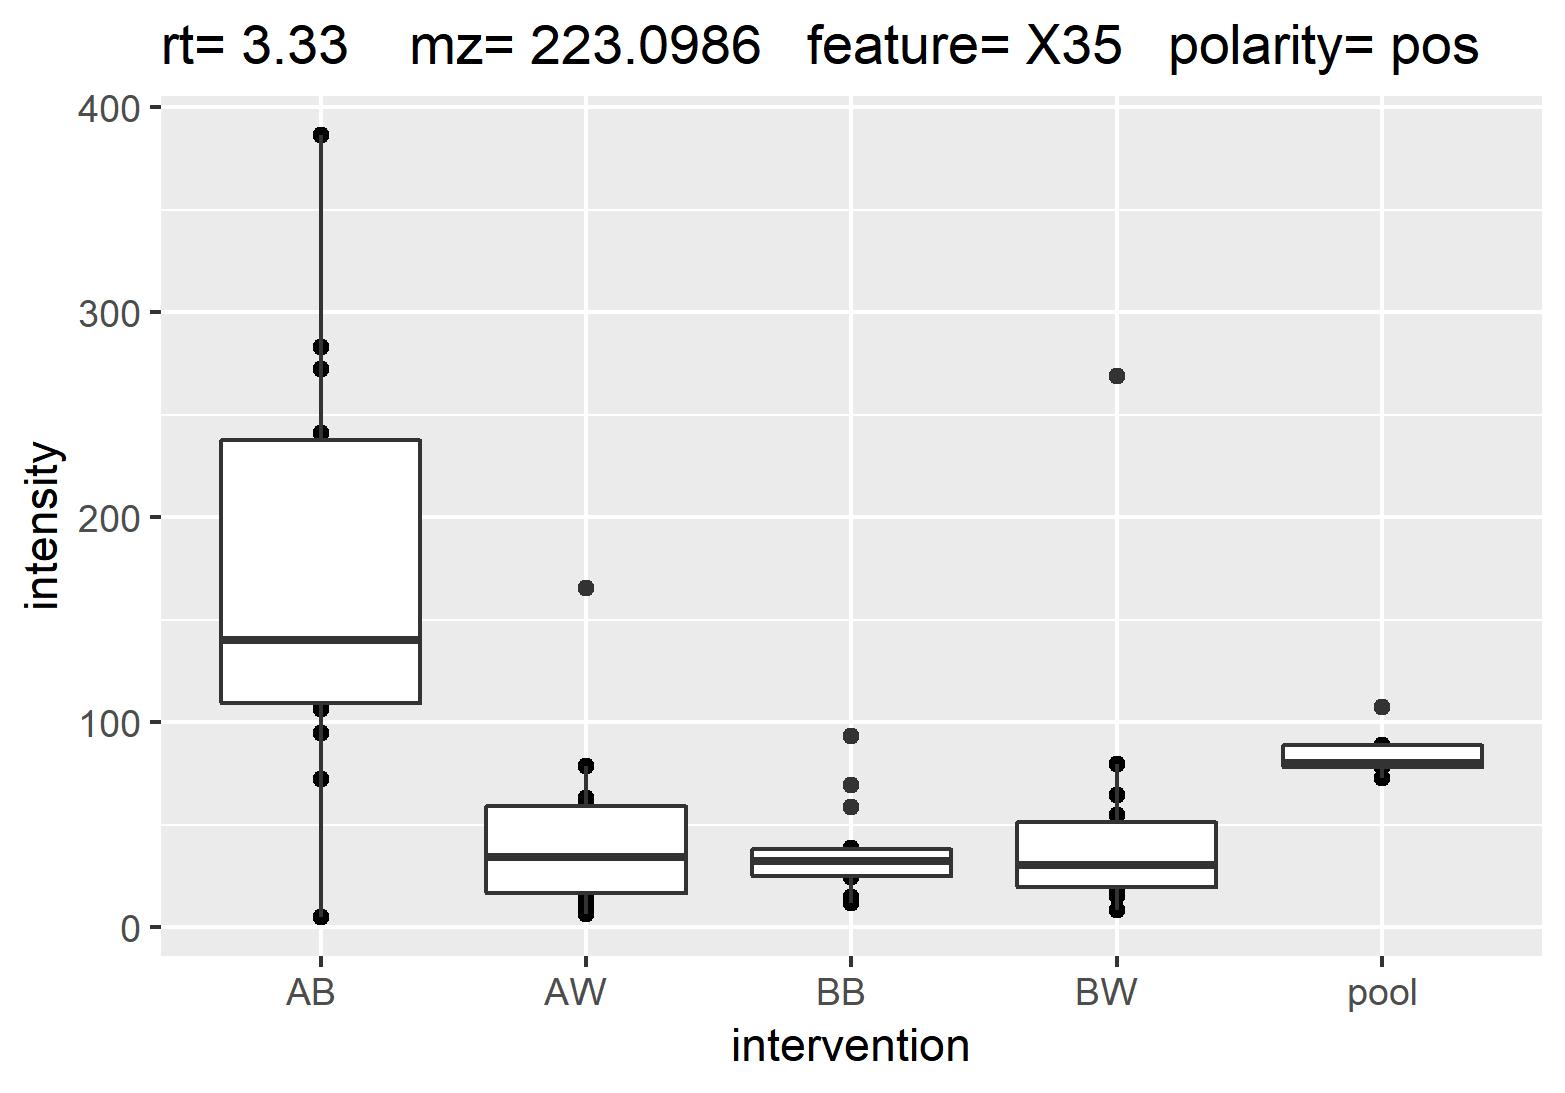 rt= 3.33 mz= 223.0986 feature= X35 polarity= pos
400
300
200
100
0
intensity
AB AW BB BW pool
intervention